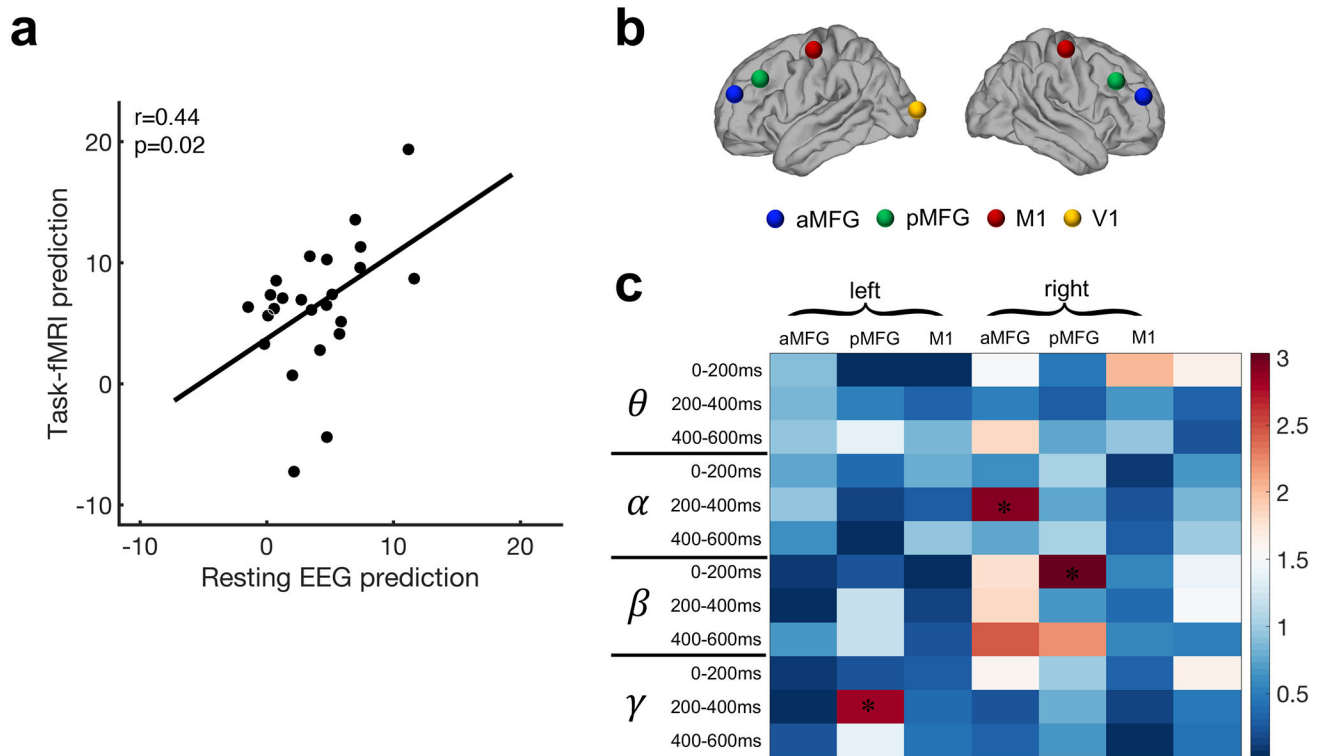 a
r=0.44
p=0.02
20
10
0
-10
Task-fMRI prediction
-10 0 10 20
Resting EEG prediction
b
aMFG pMFG M1 V1
c
left right
aMFG pMFG M1 aMFG pMFG M1
θ
0-200ms
200-400ms
400-600ms
α
0-200ms
200-400ms *
400-600ms
β
0-200ms *
200-400ms
400-600ms
γ
0-200ms
200-400ms *
400-600ms
3
2.5
2
1.5
1
0.5